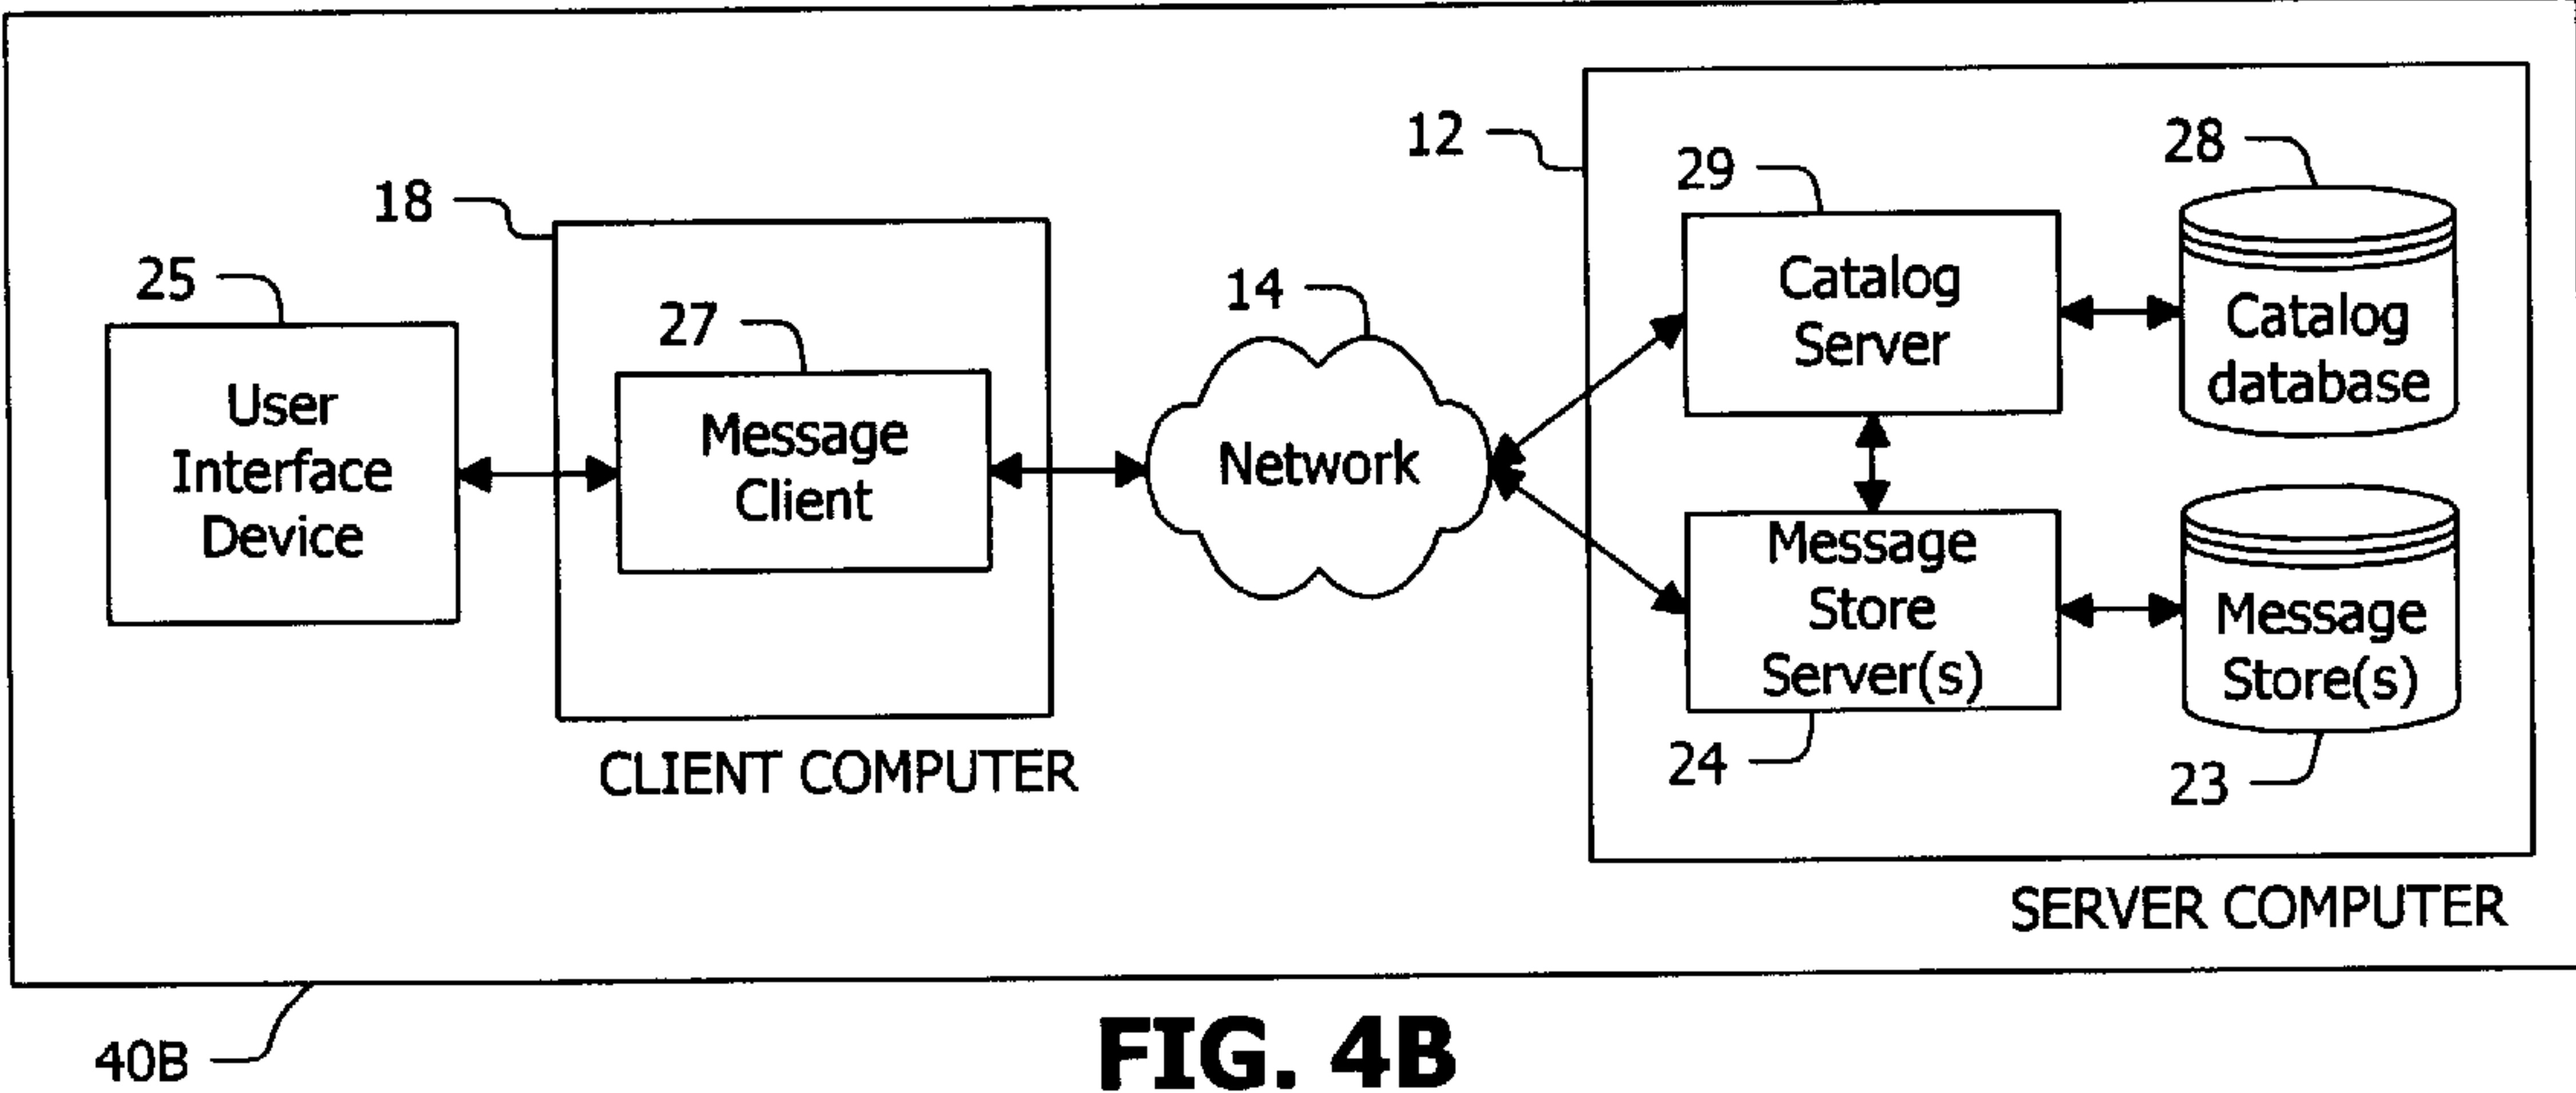 12
28
29
18
Catalog
Server
Catalog
database
25
27
14
User
Interface
Device
Message
Client
Network
Message
Store
Server(s)
Message
Store(s)
24
23
CLIENT COMPUTER
SERVER COMPUTER
40B
FIG. 4B